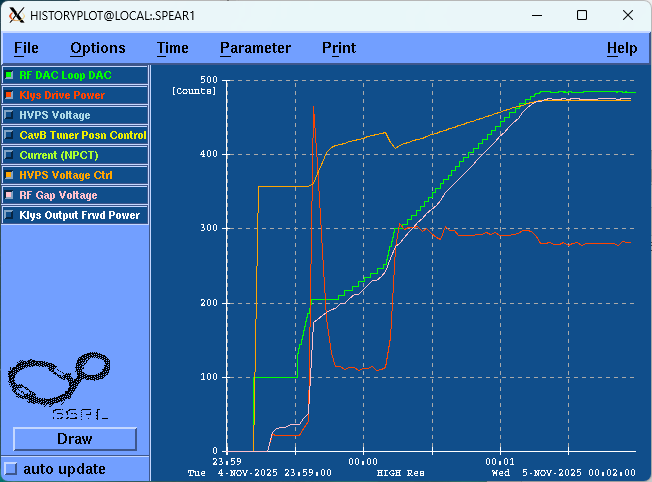 HISTORYPLOT@LOCAL:.SPEAR1
File Options Time Parameter Print Help
RF DAC Loop DAC
Klys Drive Power
HVPS Voltage
CavB Tuner Posn Control
Current (NPCT)
HVPS Voltage Ctrl
RF Gap Voltage
Klys Output Frwd Power
SSRL
Draw
auto update
500
[Counts]
400
300
200
100
0
23:59 00:00 00:01
Tue 4-NOV-2025 23:59:00 HIGH Res Wed 5-NOV-2025 00:02:00